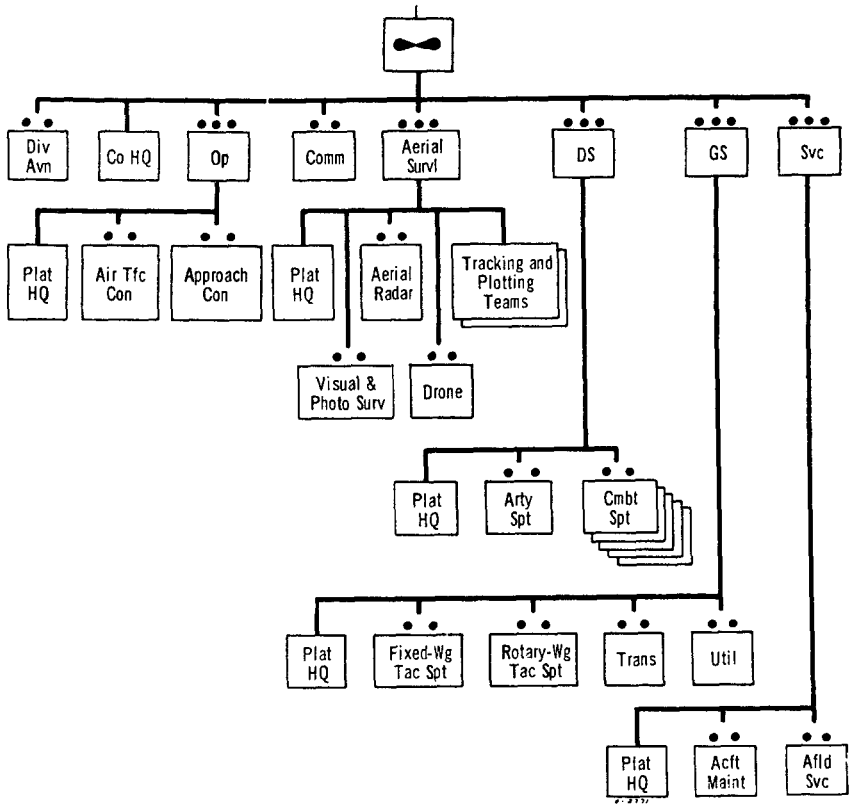 Div
Avn
Co HQ
Op
Comm
Aerial
Survl
DS
GS
Svc
Plat
HQ
Air Tfc
Con
Approach
Con
Plat
HQ
Aerial
Radar
Tracking and
Plotting
Teams
Visual &
Photo Surv
Drone
Plat
HQ
Arty
Spt
Cmbt
Spt
Plat
HQ
Fixed-Wg
Tac Spt
Rotary-Wg
Tac Spt
Trans
Util
Plat
HQ
Acft
Maint
Afld
Svc